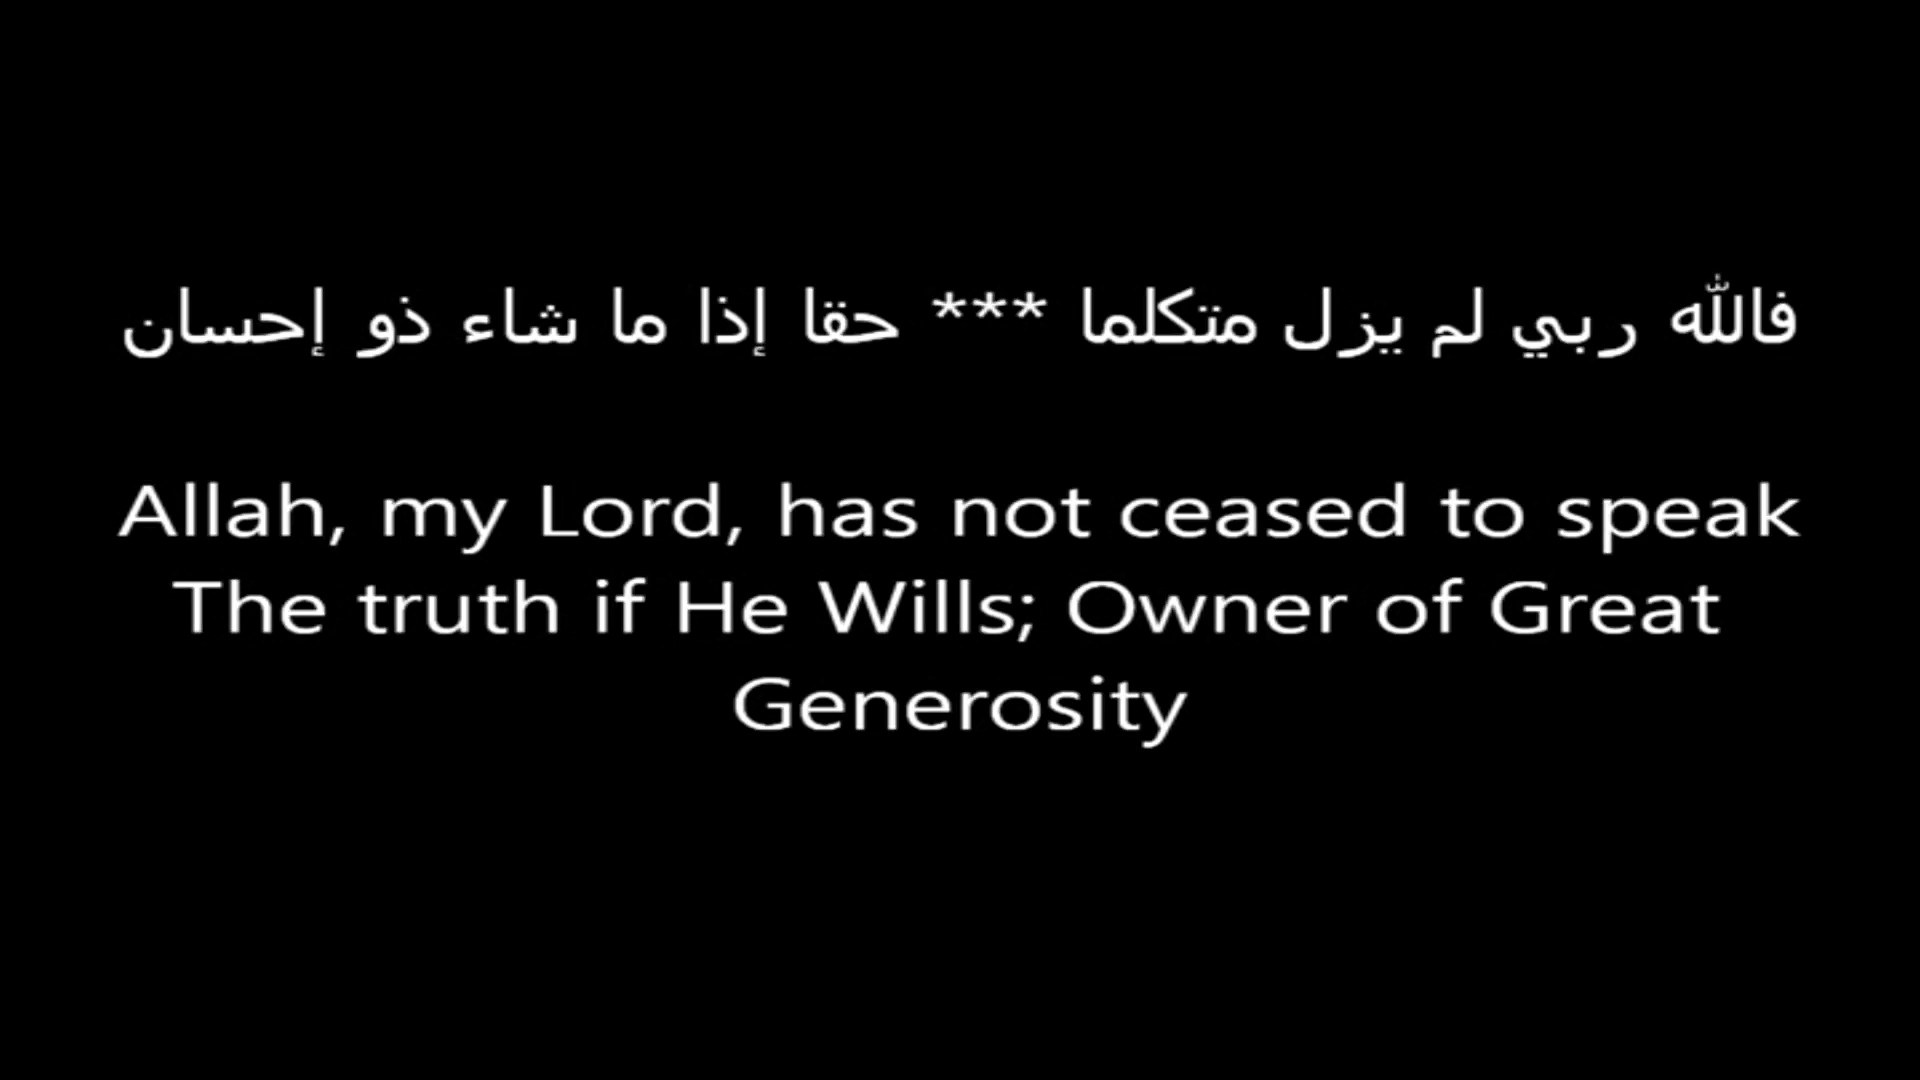 فالله ربي لم يزل متكلما *** حقا إذا ما شاء ذو إحسان
Allah, my Lord, has not ceased to speak
The truth if He Wills; Owner of Great
Generosity